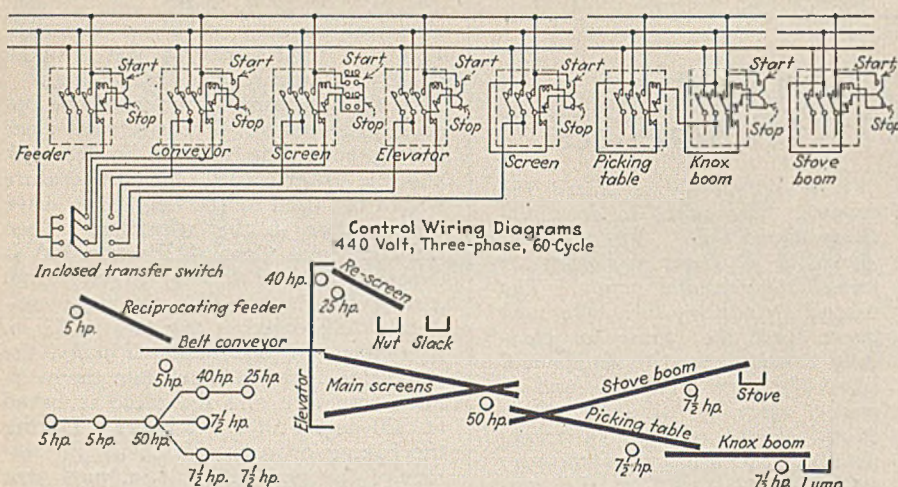 Start
Start
Start
Start
Start
Start
Start
Stop
Stop
Stop
Stop
Stop
Stop
Stop
Feeder
Conveyor
Screen
Elevator
Screen
Picking
table
Knox
boom
Stove
boom
Control Wiring Diagrams
440 Volt, Three-phase, 60-Cycle
Inclosed transfer switch
40 hp.
Re-screen
25 hp.
Reciprocating feeder
5 hp.
Nut
Slack
Belt conveyor
5 hp.
Elevator
Main screens
50 hp.
Stove boom
7½ hp.
Stove
Picking table
7½ hp.
Knox boom
7½ hp.
Lump
40 hp.
25 hp.
5 hp.
5 hp.
50 hp.
7½ hp.
7½ hp.
7½ hp.